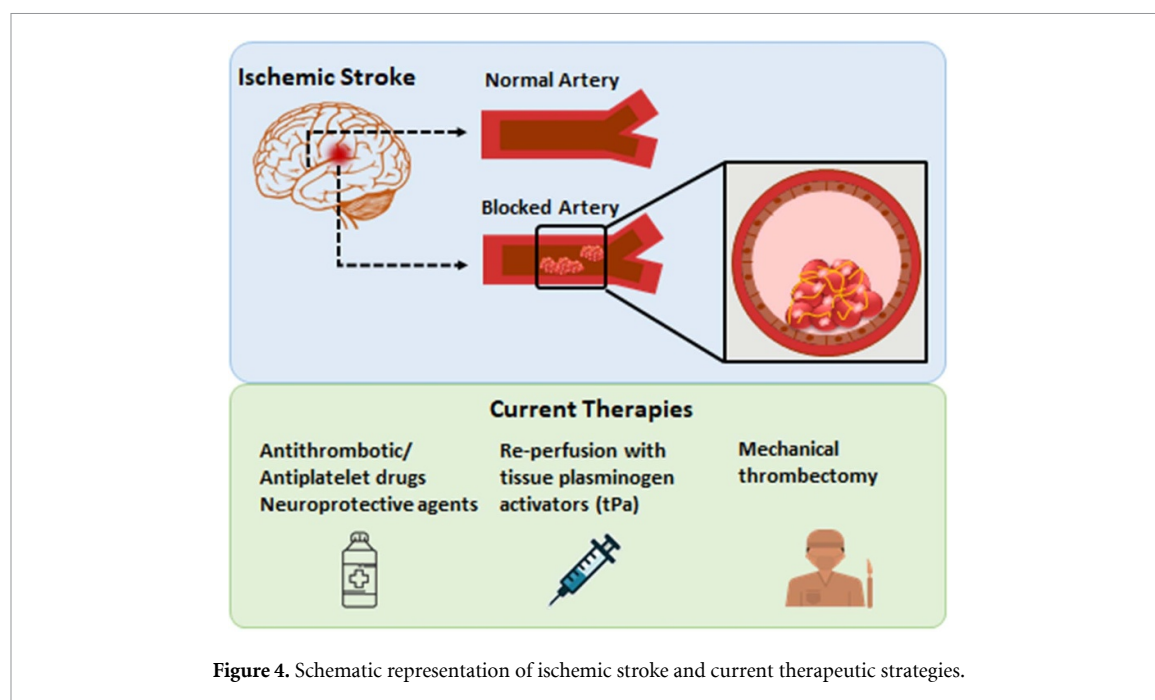 Ischemic Stroke
Normal Artery
Blocked Artery
Current Therapies
Antithrombotic/
Antiplatelet drugs
Neuroprotective agents
Re-perfusion with
tissue plasminogen
activators (tPa)
Mechanical
thrombectomy
Figure 4. Schematic representation of ischemic stroke and current therapeutic strategies.